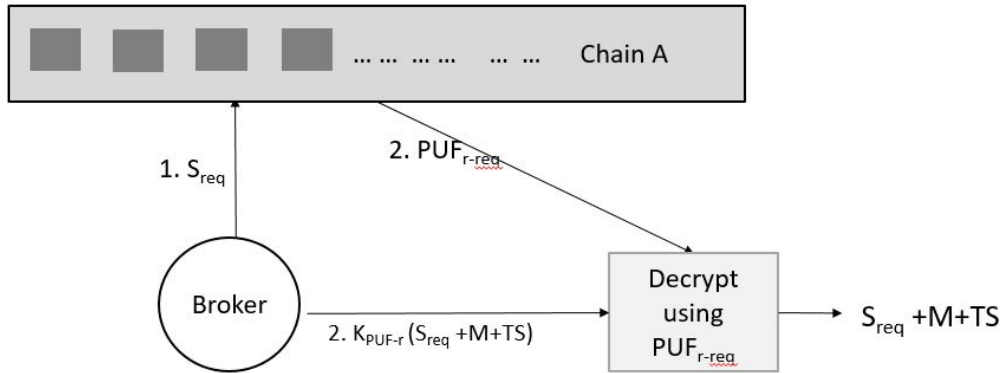 ... ... ... ... ... ... Chain A
1. Sreq
2. PUFr-req
Broker
2. KPUF-r (Sreq +M+TS)
Decrypt
using
PUFr-req
Sreq +M+TS